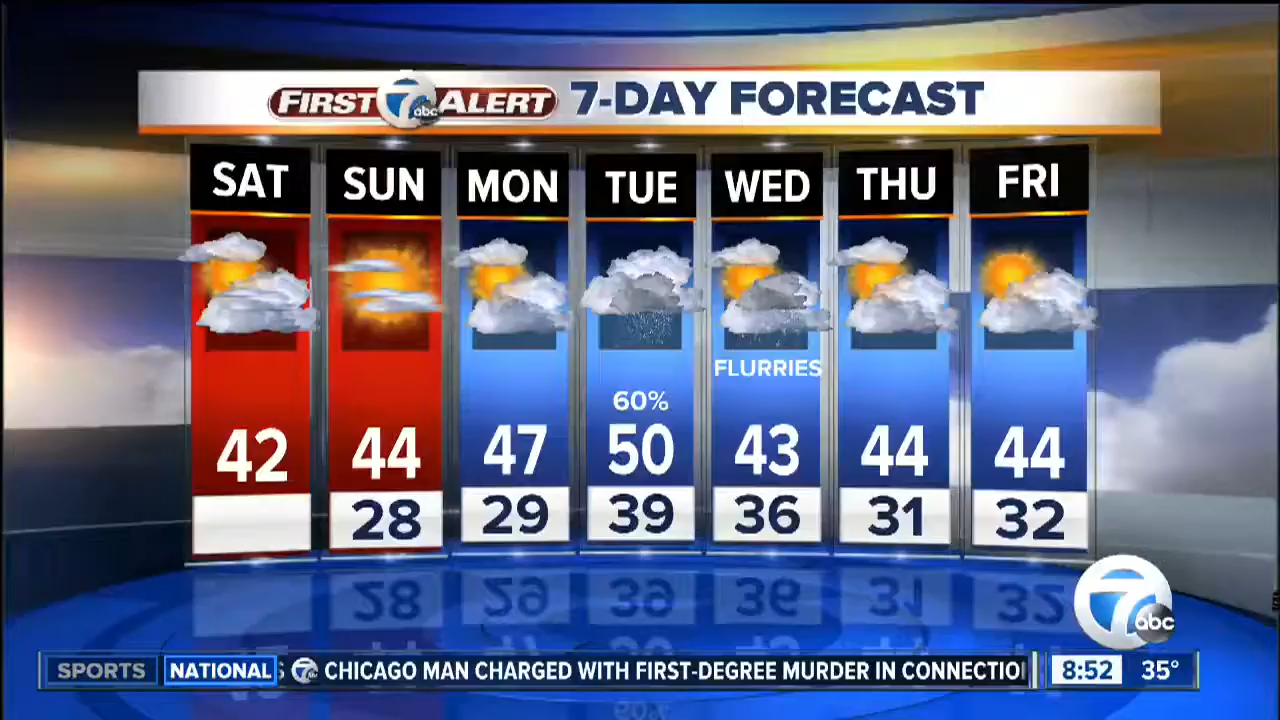 FIRST 7 abc ALERT 7-DAY FORECAST
SAT SUN MON TUE WED THU FRI
FLURRIES
60%
42 44 47 50 43 44 44
28 29 39 36 31 32
7 abc
SPORTS NATIONAL S 7 CHICAGO MAN CHARGED WITH FIRST-DEGREE MURDER IN CONNECTIO 8:52 35°